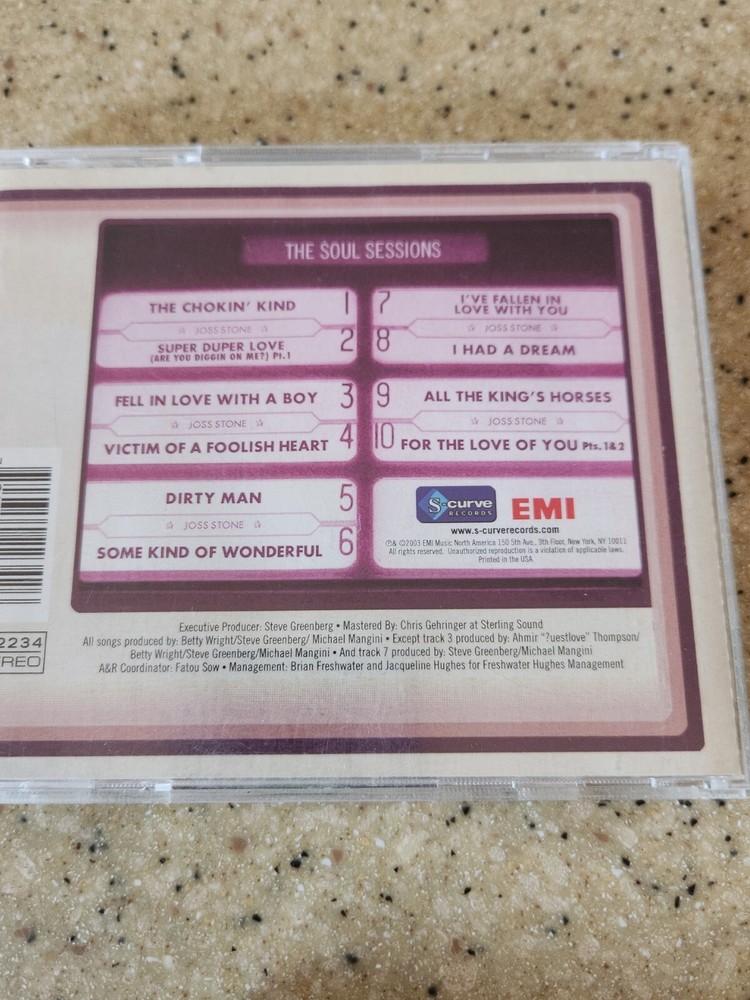 THE SOUL SESSIONS
THE CHOKIN' KIND 1
☆ JOSS STONE ☆
SUPER DUPER LOVE 2
(ARE YOU DIGGIN ON ME?) Pt.1
FELL IN LOVE WITH A BOY 3
☆ JOSS STONE ☆
VICTIM OF A FOOLISH HEART 4
DIRTY MAN 5
☆ JOSS STONE ☆
SOME KIND OF WONDERFUL 6
7 I'VE FALLEN IN
LOVE WITH YOU
☆ JOSS STONE ☆
8 I HAD A DREAM
9 ALL THE KING'S HORSES
☆ JOSS STONE ☆
10 FOR THE LOVE OF YOU Pts.1&2
S-curve
RECORDS
EMI
www.s-curverecords.com
℗& ©2003 EMI Music North America 150 5th Ave., 9th Floor, New York, NY 10011
All rights reserved. Unauthorized reproduction is a violation of applicable laws.
Printed in the USA
Executive Producer: Steve Greenberg • Mastered By: Chris Gehringer at Sterling Sound
All songs produced by: Betty Wright/Steve Greenberg/ Michael Mangini • Except track 3 produced by: Ahmir "?uestlove" Thompson/
Betty Wright/Steve Greenberg/Michael Mangini • And track 7 produced by: Steve Greenberg/Michael Mangini
A&R Coordinator: Fatou Sow • Management: Brian Freshwater and Jacqueline Hughes for Freshwater Hughes Management
2234
REO